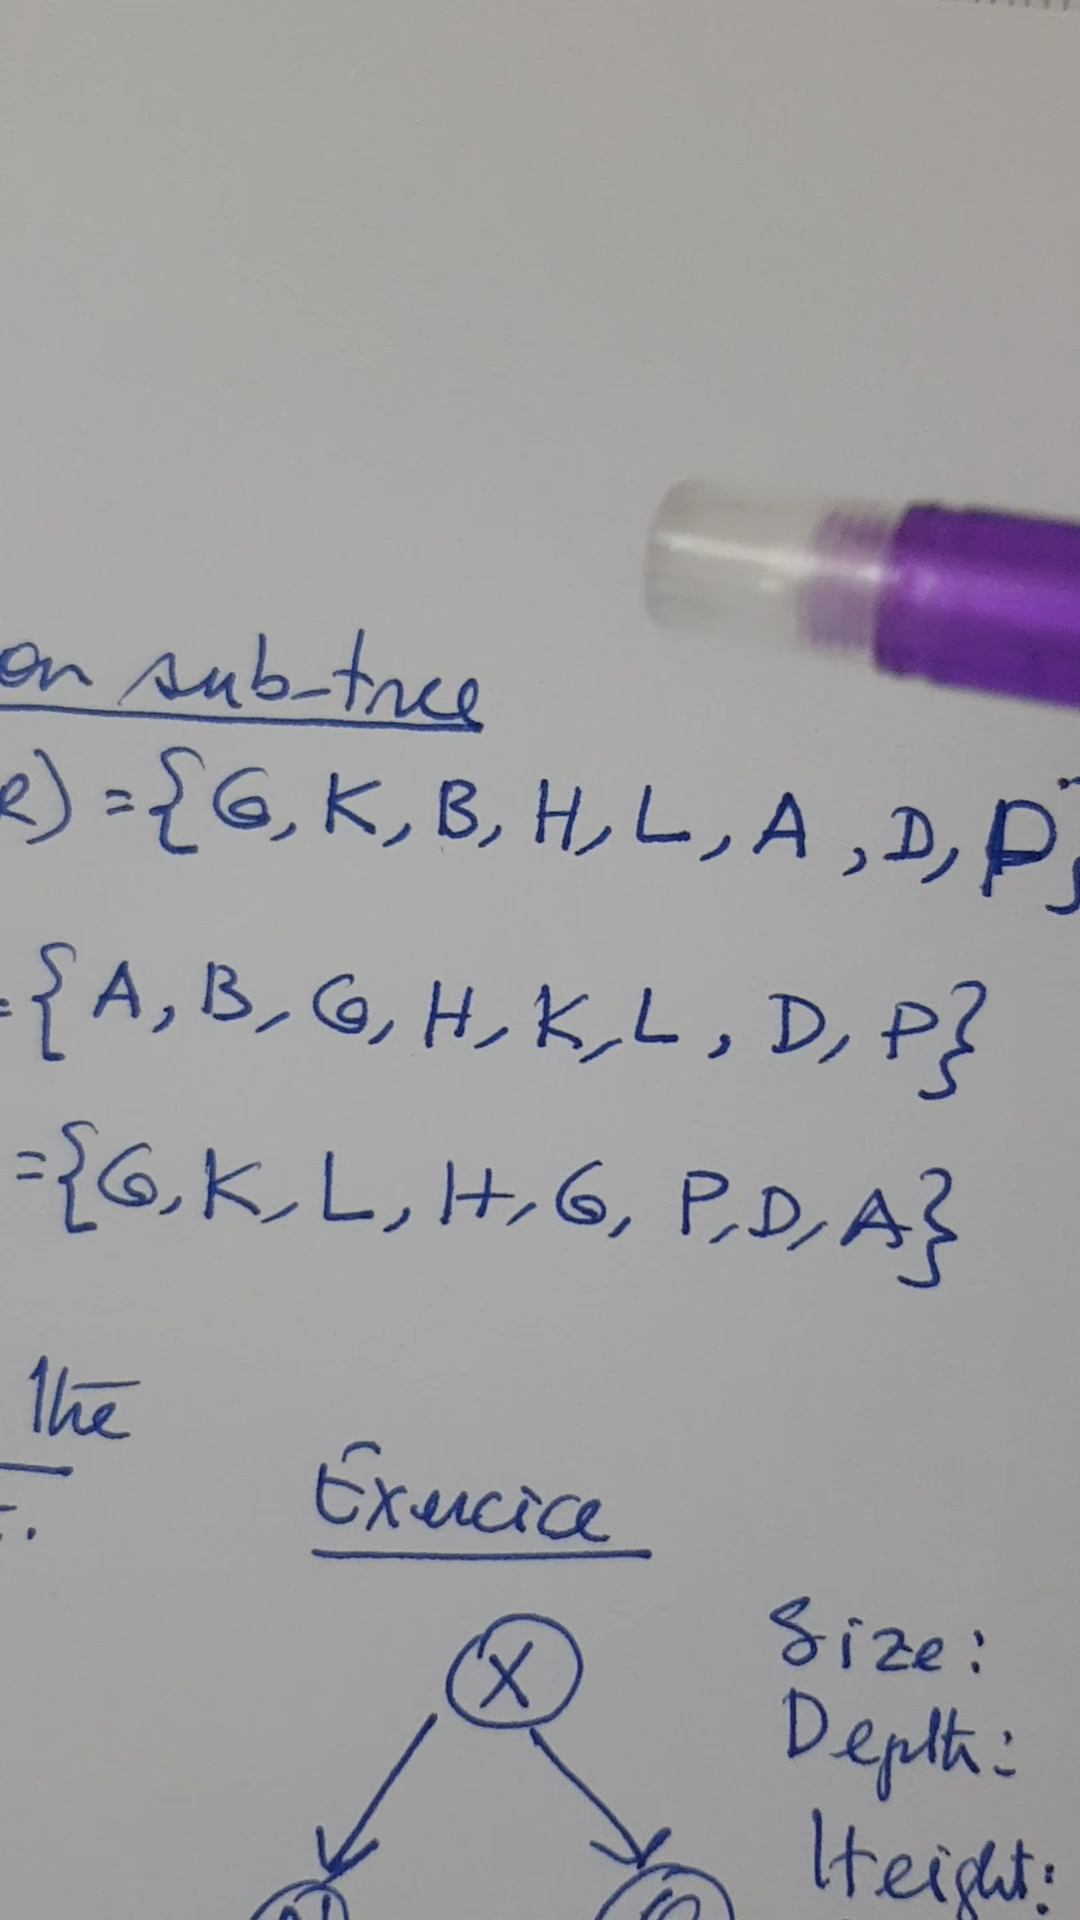 on sub-tree
R) = {G, K, B, H, L, A, D, P}
= {A, B, G, H, K, L, D, P}
= {G, K, L, H, G, P, D, A}
the
Exercice
X
Size:
Depth:
Height: